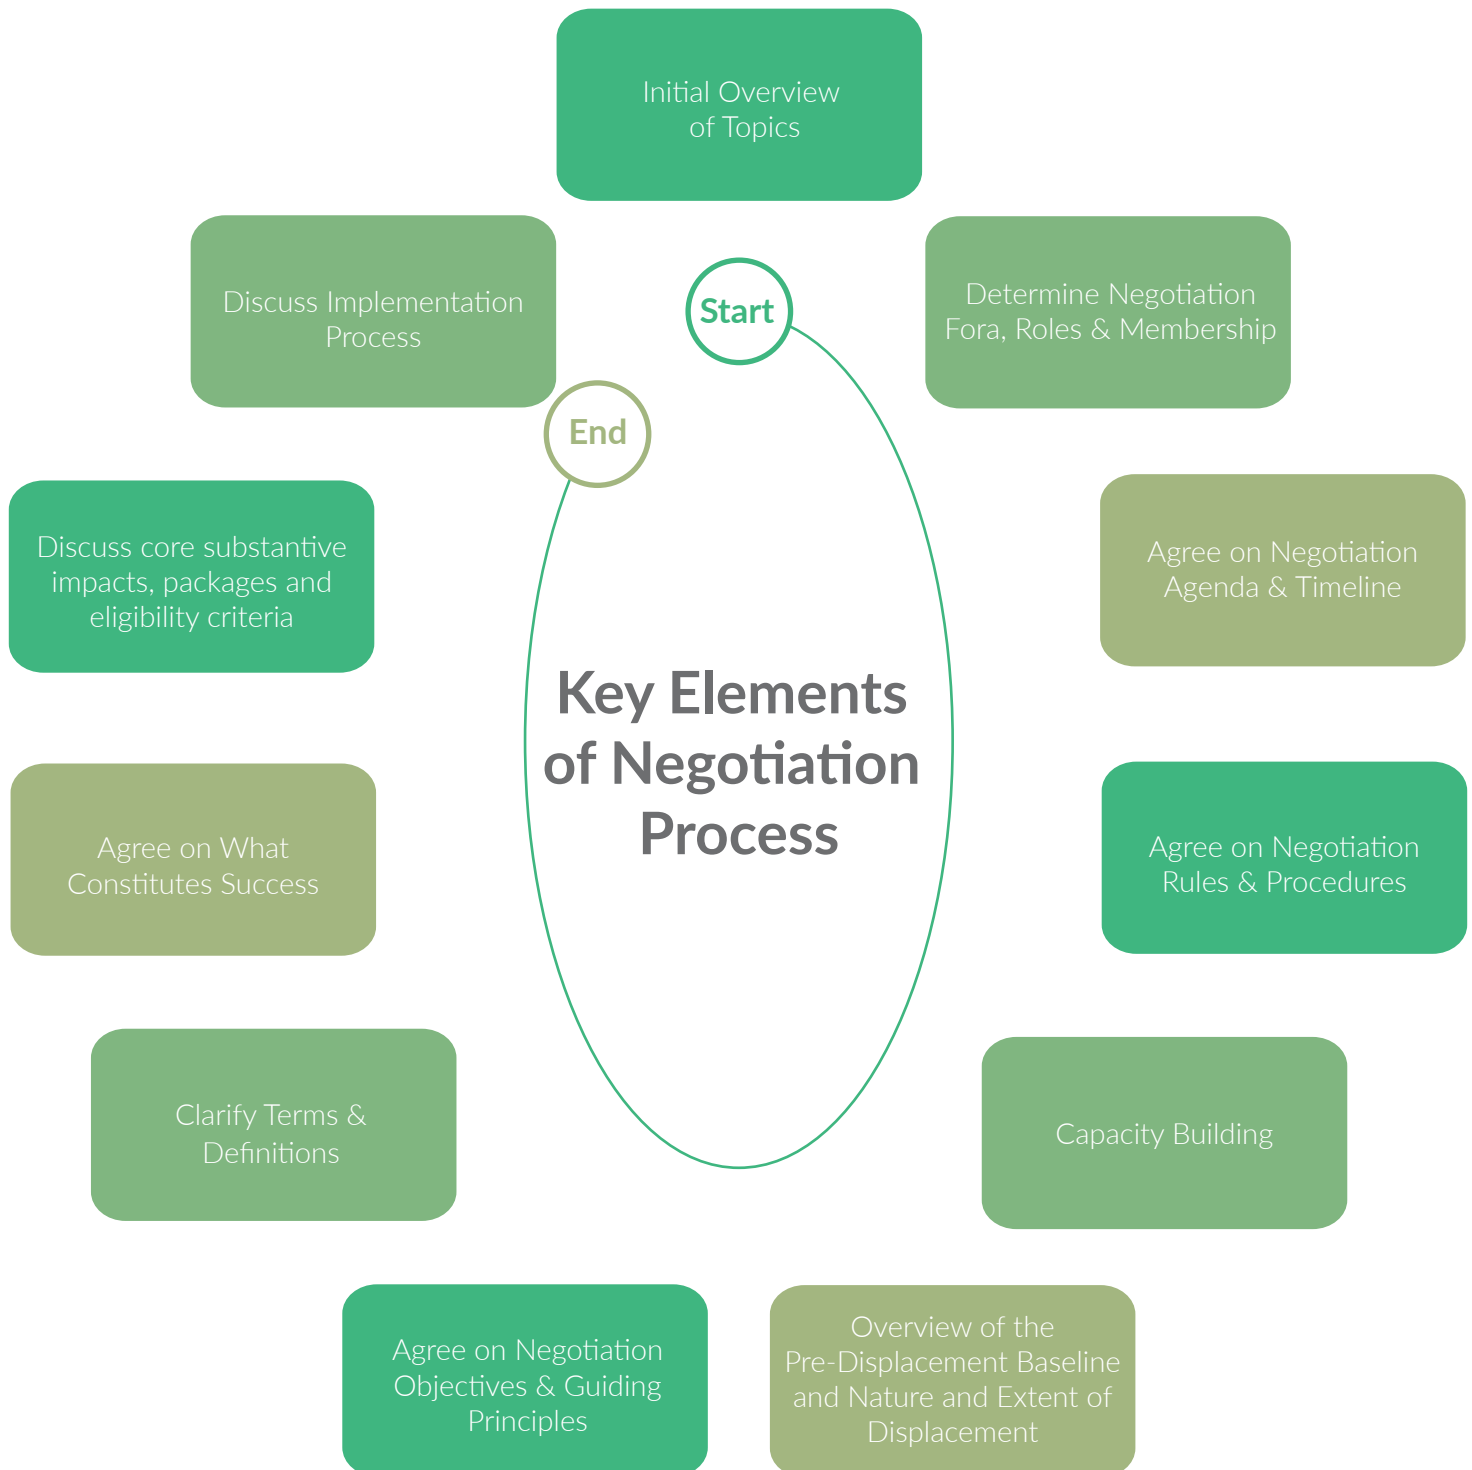 Initial Overview
of Topics
Start
Determine Negotiation
Fora, Roles & Membership
Agree on Negotiation
Agenda & Timeline
Agree on Negotiation
Rules & Procedures
Capacity Building
Overview of the
Pre-Displacement Baseline
and Nature and Extent of
Displacement
Agree on Negotiation
Objectives & Guiding
Principles
Clarify Terms &
Definitions
Agree on What
Constitutes Success
Discuss core substantive
impacts, packages and
eligibility criteria
Discuss Implementation
Process
End
Key Elements
of Negotiation
Process